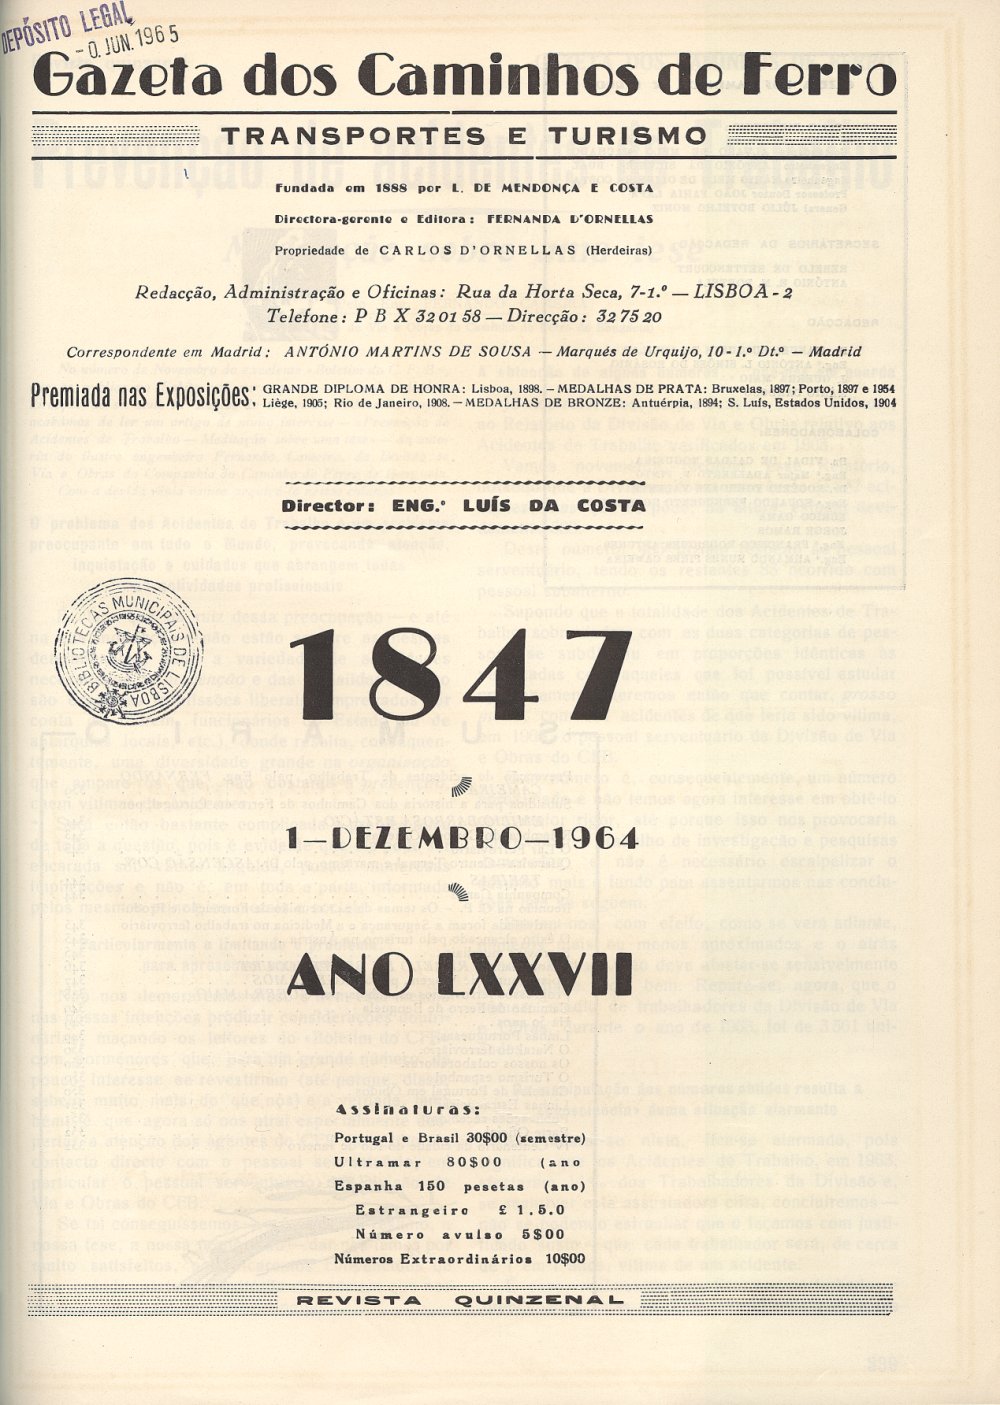 DEPÓSITO LEGAL
JUN. 1965
Gazeta dos Caminhos de Ferro
TRANSPORTES E TURISMO
Fundada em 1888 por L. DE MENDONÇA E COSTA
Directora-gerente e Editora: FERNANDA D'ORNELLAS
Propriedade de CARLOS D'ORNELLAS (Herdeiras)
Redacção, Administração e Oficinas: Rua da Horta Seca, 7-1.º — LISBOA - 2
Telefone: P B X 32 01 58 — Direcção: 32 75 20
Correspondente em Madrid: ANTÓNIO MARTINS DE SOUSA — Marqués de Urquijo, 10-1.º Dt.º — Madrid
Premiada nas Exposições: GRANDE DIPLOMA DE HONRA: Lisboa, 1898. — MEDALHAS DE PRATA: Bruxelas, 1897; Porto, 1897 e 1954
Liège, 1905; Rio de Janeiro, 1908. — MEDALHAS DE BRONZE: Antuérpia, 1894; S. Luís, Estados Unidos, 1904
Director: ENG.º LUÍS DA COSTA
BIBLIOTECAS MUNICIPAIS DE LISBOA
1847
1—DEZEMBRO—1964
ANO LXXVII
Assinaturas:
Portugal e Brasil 30$00 (semestre)
Ultramar 80$00 (ano
Espanha 150 pesetas (ano)
Estrangeiro £ 1.5.0
Número avulso 5$00
Números Extraordinários 10$00
REVISTA QUINZENAL